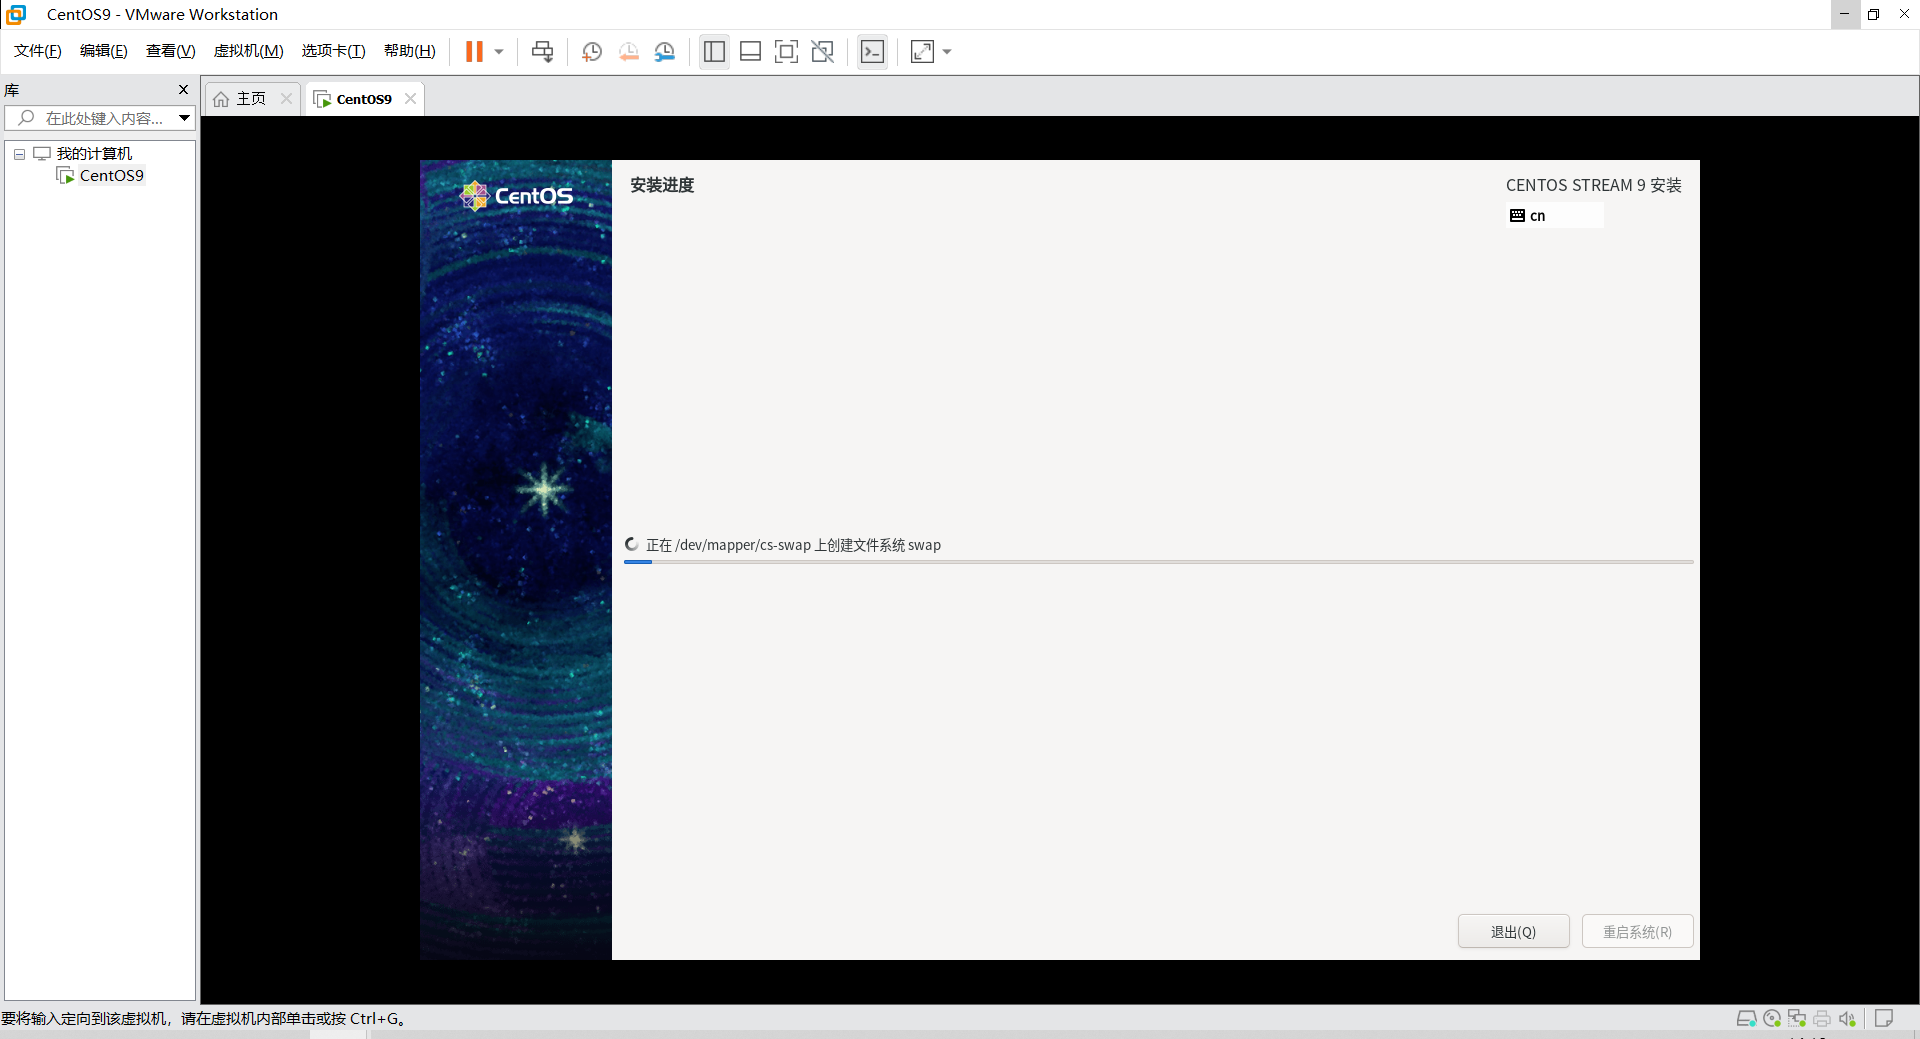 CentOS9 - VMware Workstation
文件(F) 编辑(E) 查看(V) 虚拟机(M) 选项卡(T) 帮助(H)
库
在此处键入内容...
我的计算机
CentOS9
主页
CentOS9
CentOS
安装进度
CENTOS STREAM 9 安装
cn
正在 /dev/mapper/cs-swap 上创建文件系统 swap
退出(Q)
重启系统(R)
要将输入定向到该虚拟机，请在虚拟机内部单击或按 Ctrl+G。